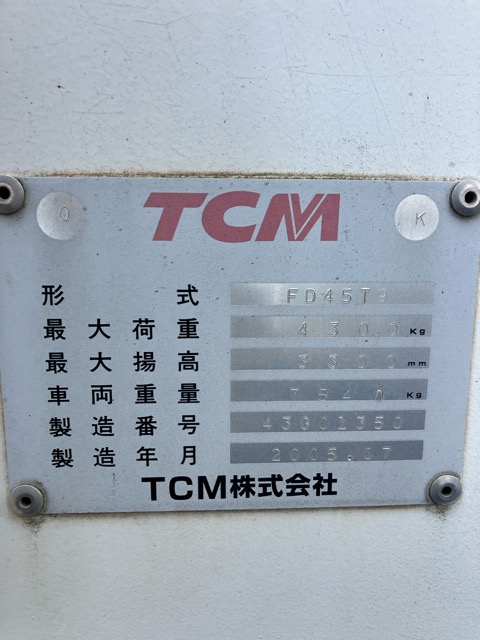 O TCM K
形式 FD45T9
最大荷重 4300 Kg
最大揚高 3300 mm
車両重量 7540 Kg
製造番号 43G01350
製造年月 2005.07
TCM株式会社